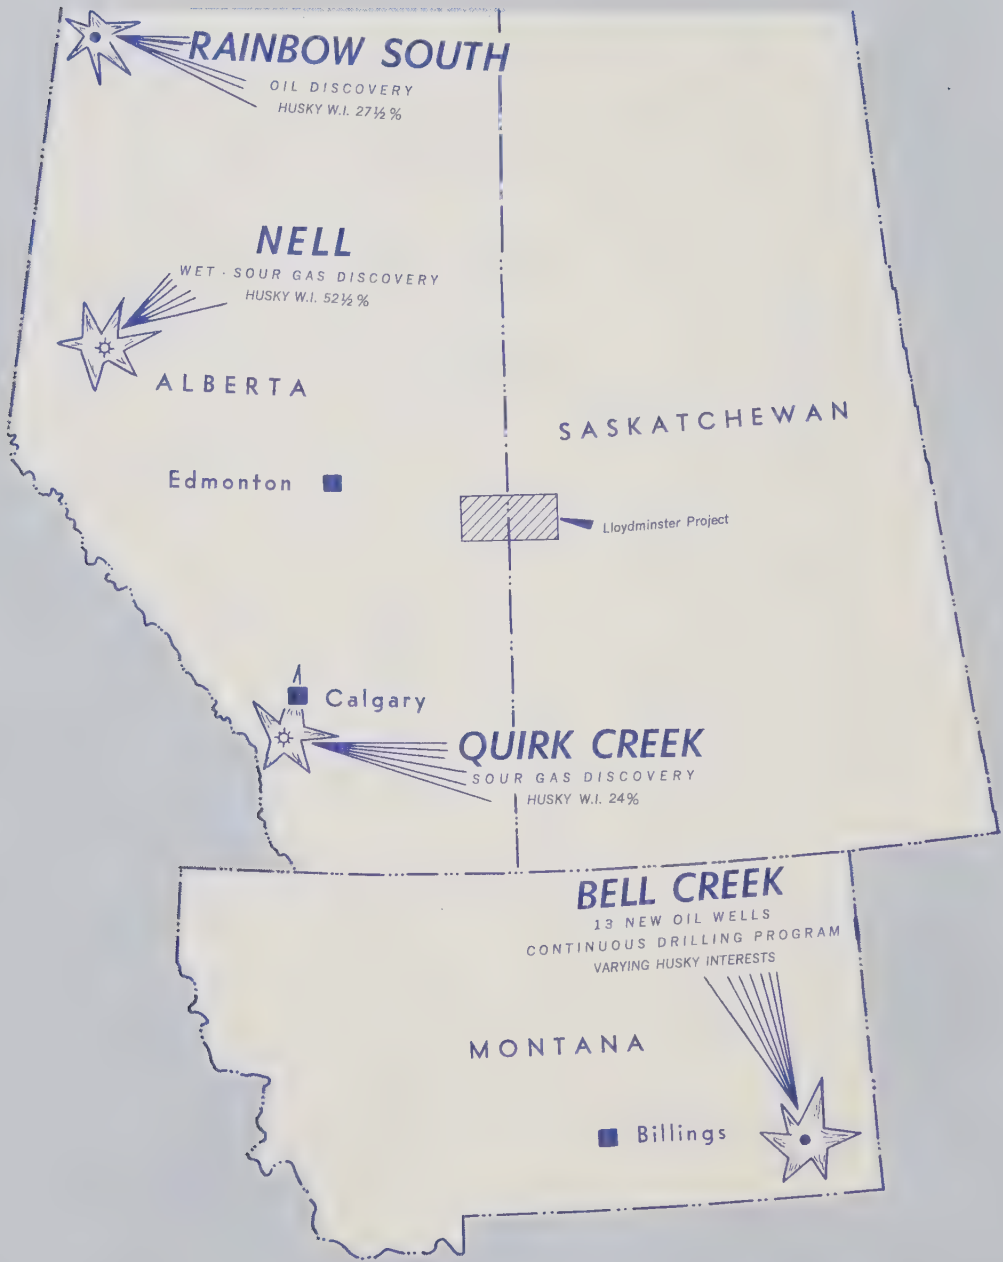 RAINBOW SOUTH
OIL DISCOVERY
HUSKY W.I. 27½%
NELL
WET · SOUR GAS DISCOVERY
HUSKY W.I. 52½%
ALBERTA
SASKATCHEWAN
Edmonton
Lloydminster Project
Calgary
QUIRK CREEK
SOUR GAS DISCOVERY
HUSKY W.I. 24%
BELL CREEK
13 NEW OIL WELLS
CONTINUOUS DRILLING PROGRAM
VARYING HUSKY INTERESTS
MONTANA
Billings